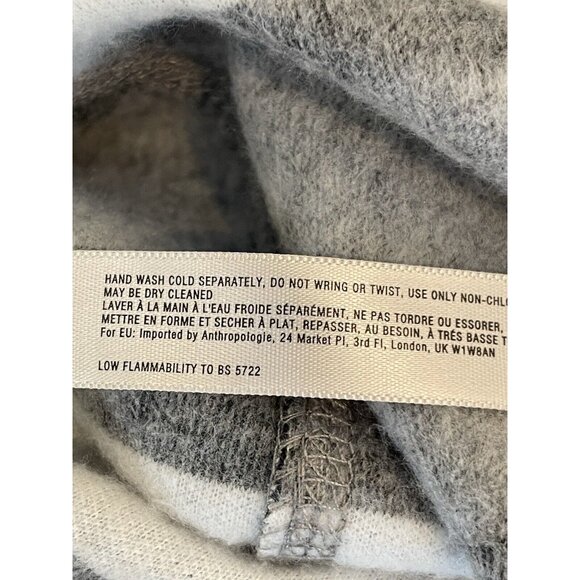 HAND WASH COLD SEPARATELY, DO NOT WRING OR TWIST, USE ONLY NON-CHLO
MAY BE DRY CLEANED
LAVER À LA MAIN À L'EAU FROIDE SÉPARÉMENT, NE PAS TORDRE OU ESSORER,
METTRE EN FORME ET SECHER À PLAT, REPASSER, AU BESOIN, À TRÉS BASSE T
For EU: Imported by Anthropologie, 24 Market Pl, 3rd Fl, London, UK W1W8AN
LOW FLAMMABILITY TO BS 5722